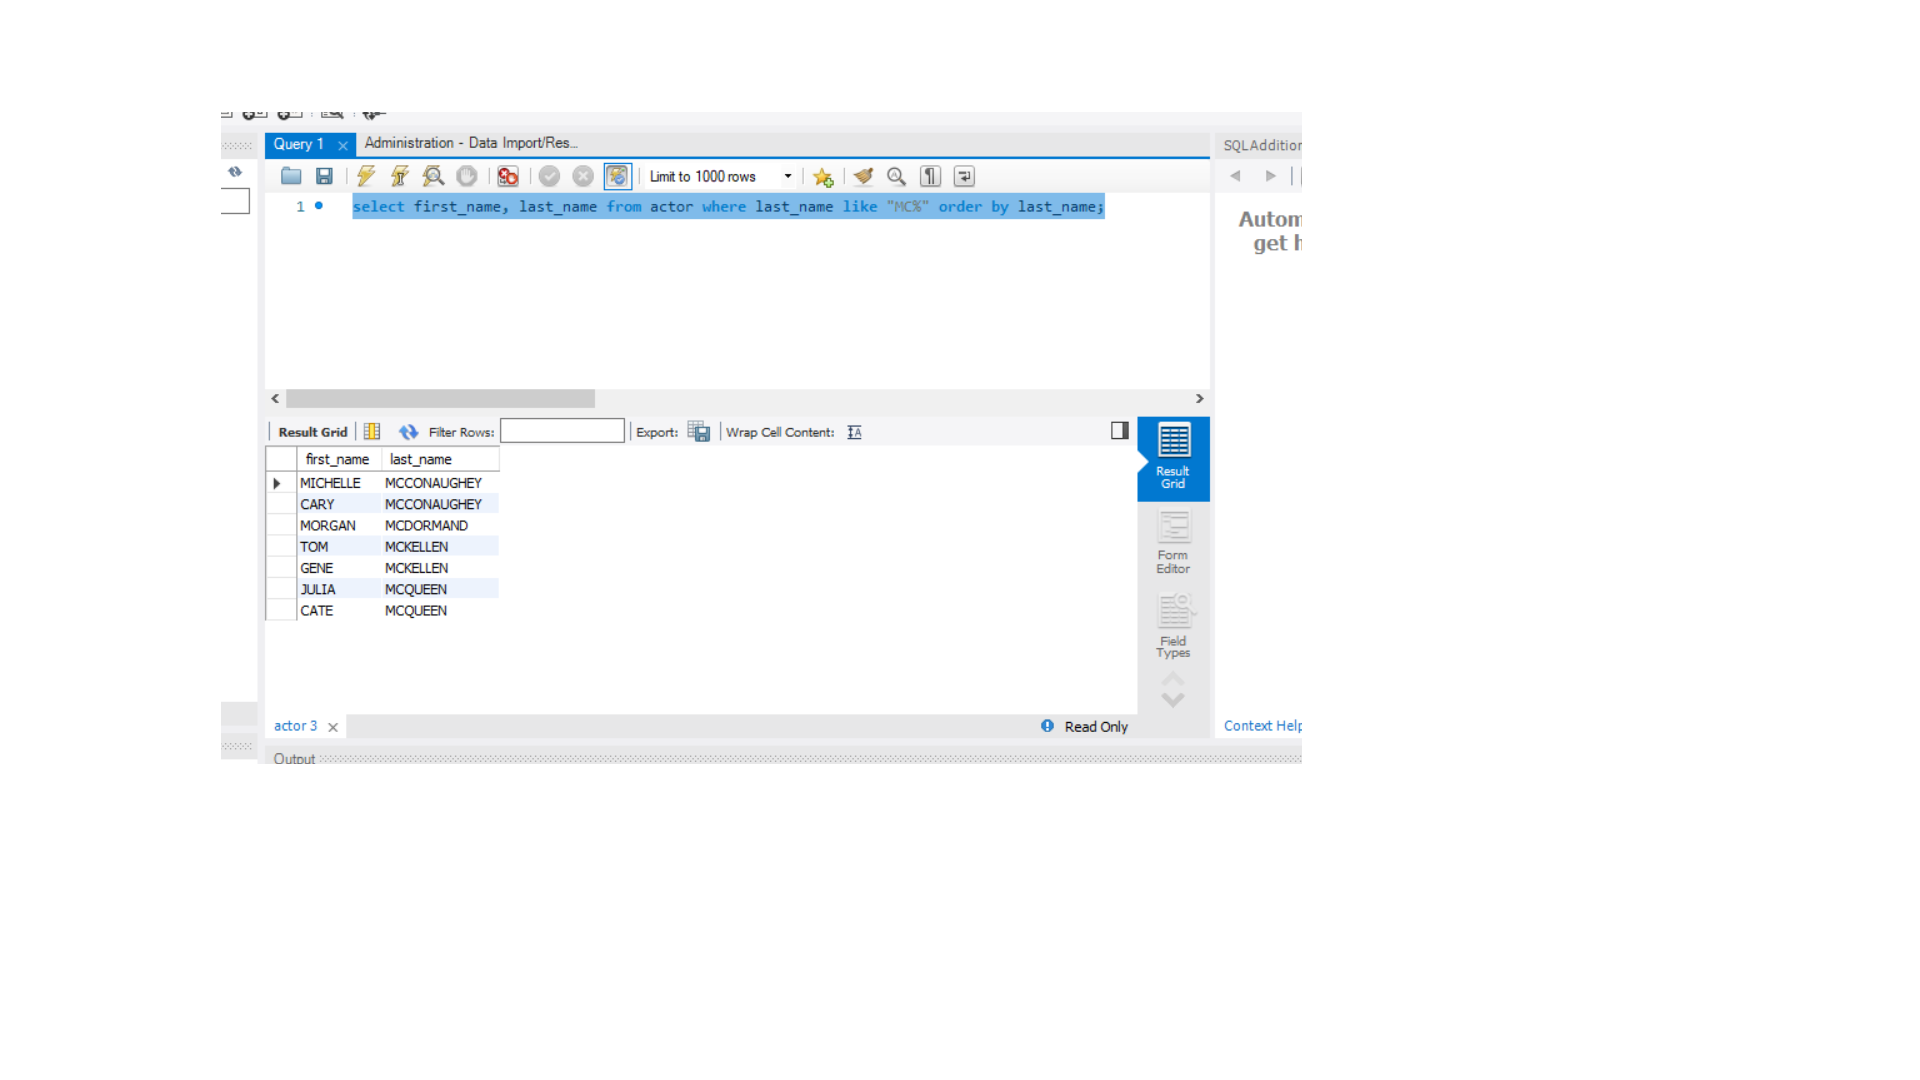 Query 1 Administration - Data Import/Res...
SQLAddition
Limit to 1000 rows
1 select first_name, last_name from actor where last_name like "MC%" order by last_name;
Autom
get h
Result Grid Filter Rows: Export: Wrap Cell Content:
first_name last_name
MICHELLE MCCONAUGHEY
CARY MCCONAUGHEY
MORGAN MCDORMAND
TOM MCKELLEN
GENE MCKELLEN
JULIA MCQUEEN
CATE MCQUEEN
Result
Grid
Form
Editor
Field
Types
actor 3 Read Only
Context Help
Output